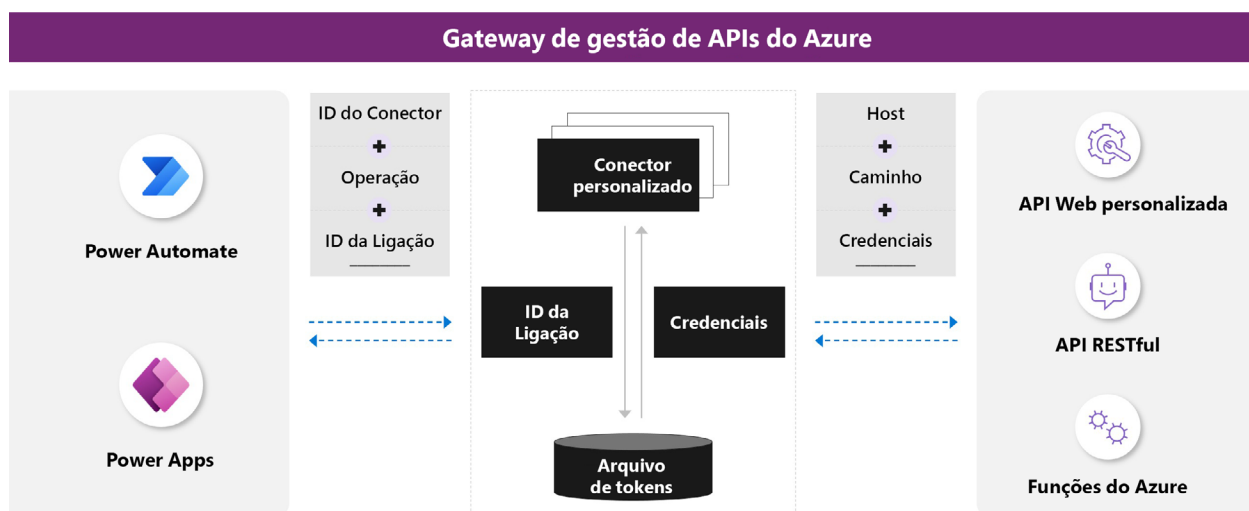 Gateway de gestão de APIs do Azure
Power Automate
Power Apps
ID do Conector
+
Operação
+
ID da Ligação
Conector
personalizado
ID da
Ligação
Credenciais
Arquivo
de tokens
Host
+
Caminho
+
Credenciais
API Web personalizada
API RESTful
Funções do Azure